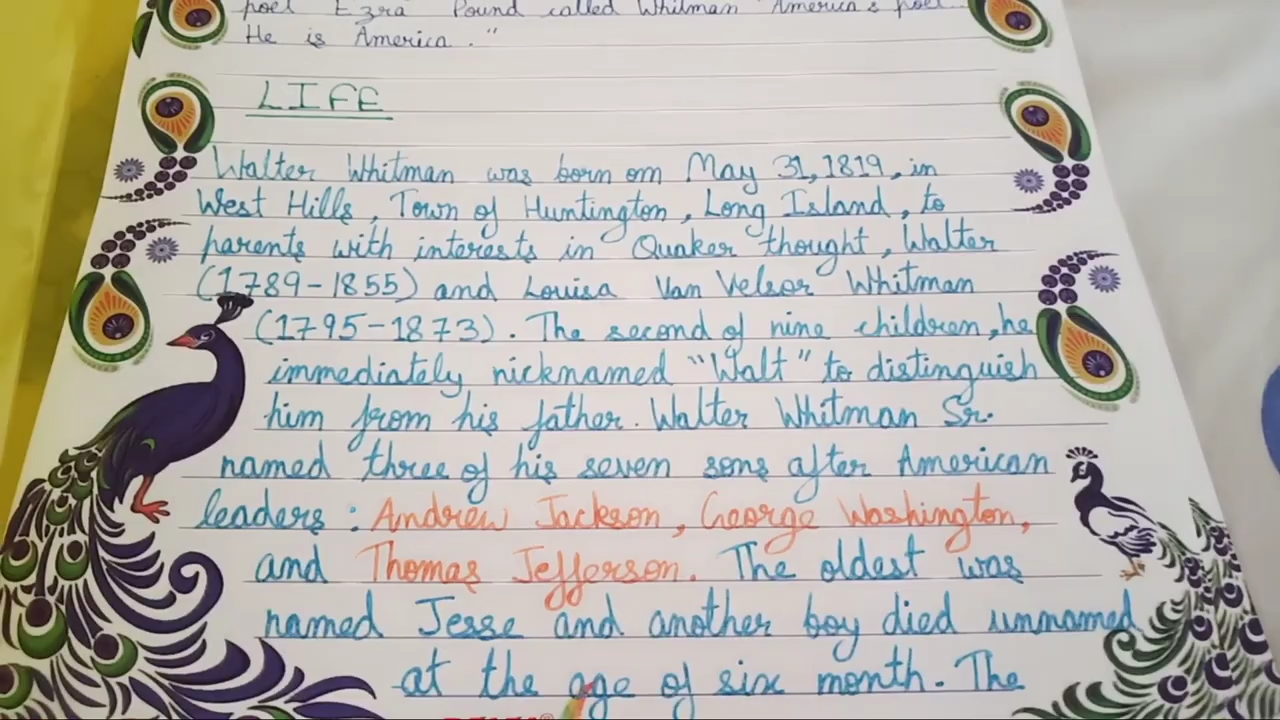 poet Ezra Pound called Whitman "America's poet...
He is America."
LIFE
Walter Whitman was born on May 31, 1819, in
West Hills, Town of Huntington, Long Island, to
parents with interests in Quaker thought, Walter
(1789-1855) and Louisa Van Velsor Whitman
(1795-1873). The second of nine children, he
immediately nicknamed "Walt" to distinguish
him from his father. Walter Whitman Sr.
named three of his seven sons after American
leaders: Andrew Jackson, George Washington,
and Thomas Jefferson. The oldest was
named Jesse and another boy died unnamed
at the age of six month. The